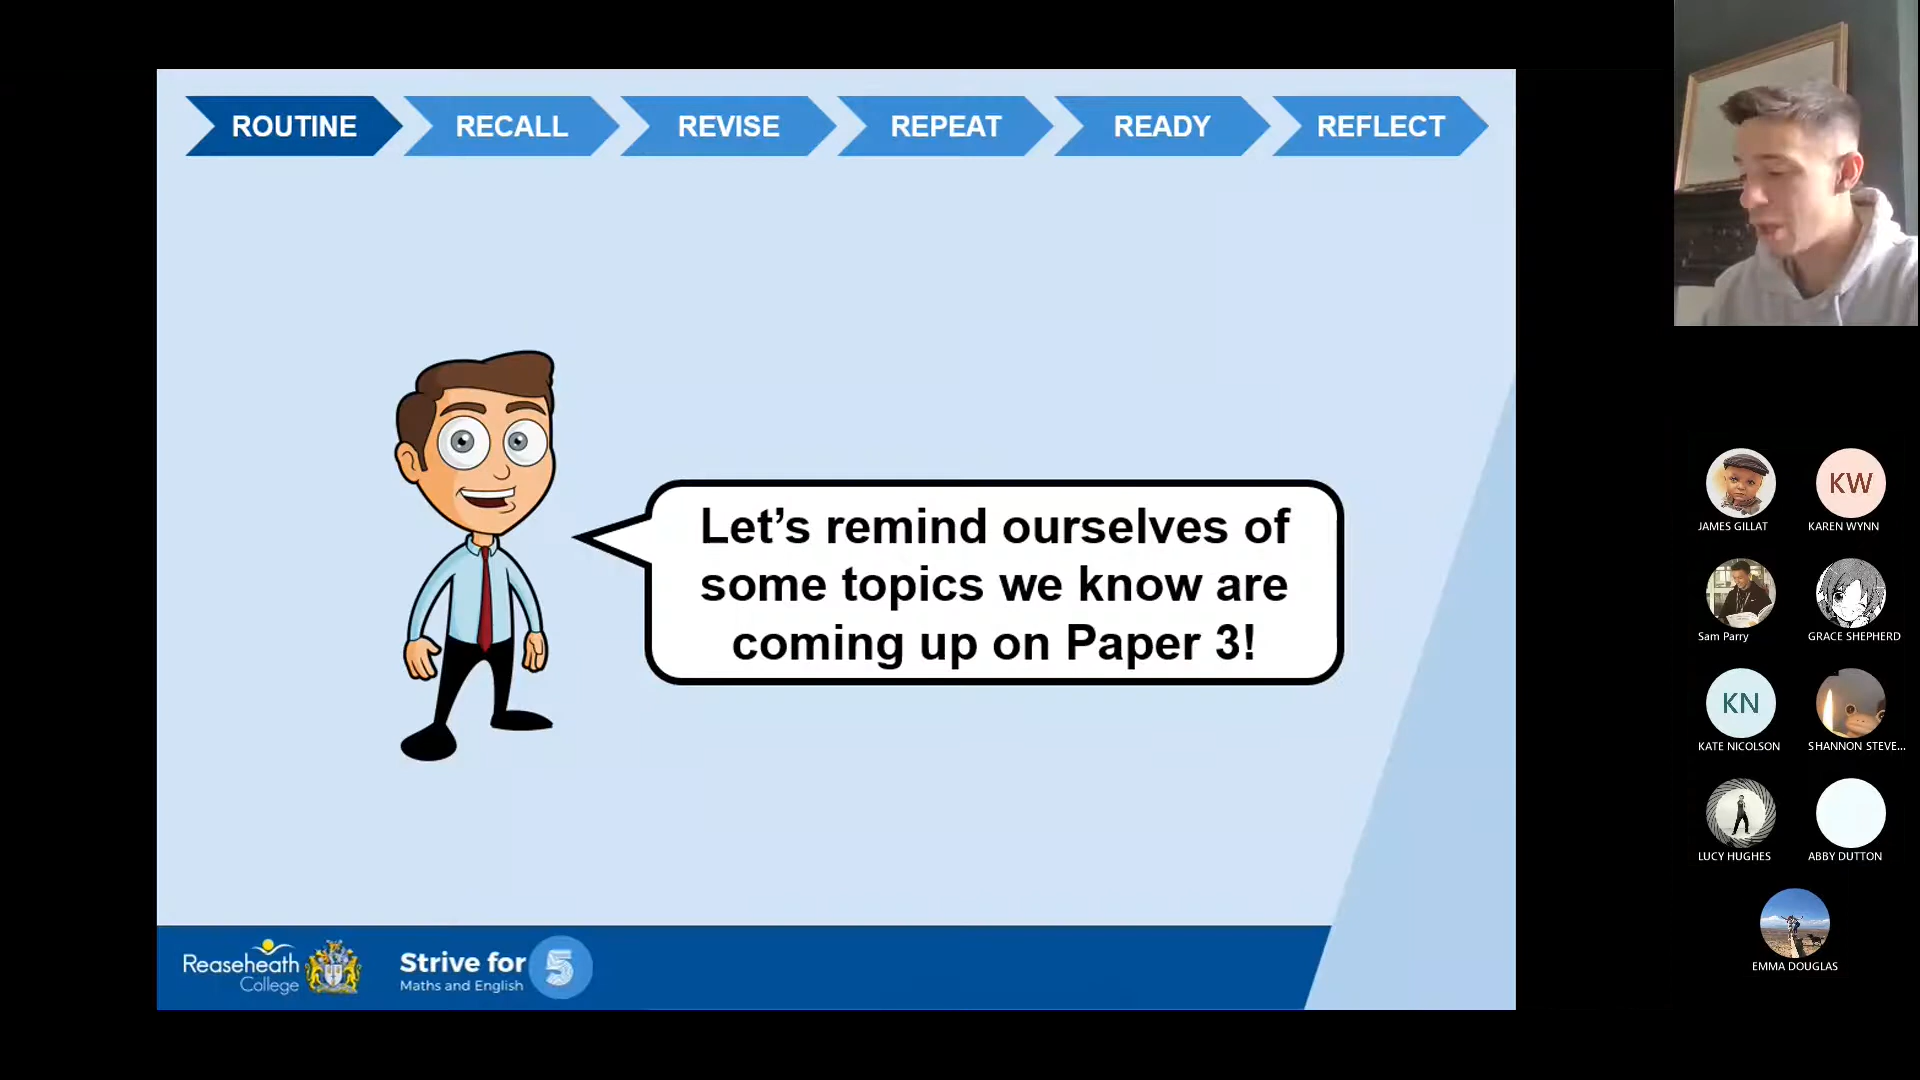 ROUTINE
RECALL
REVISE
REPEAT
READY
REFLECT
Let’s remind ourselves of
some topics we know are
coming up on Paper 3!
Reaseheath
College
Strive for 5
Maths and English
JAMES GILLAT
KW
KAREN WYNN
Sam Parry
GRACE SHEPHERD
KN
KATE NICOLSON
SHANNON STEVE...
LUCY HUGHES
ABBY DUTTON
EMMA DOUGLAS